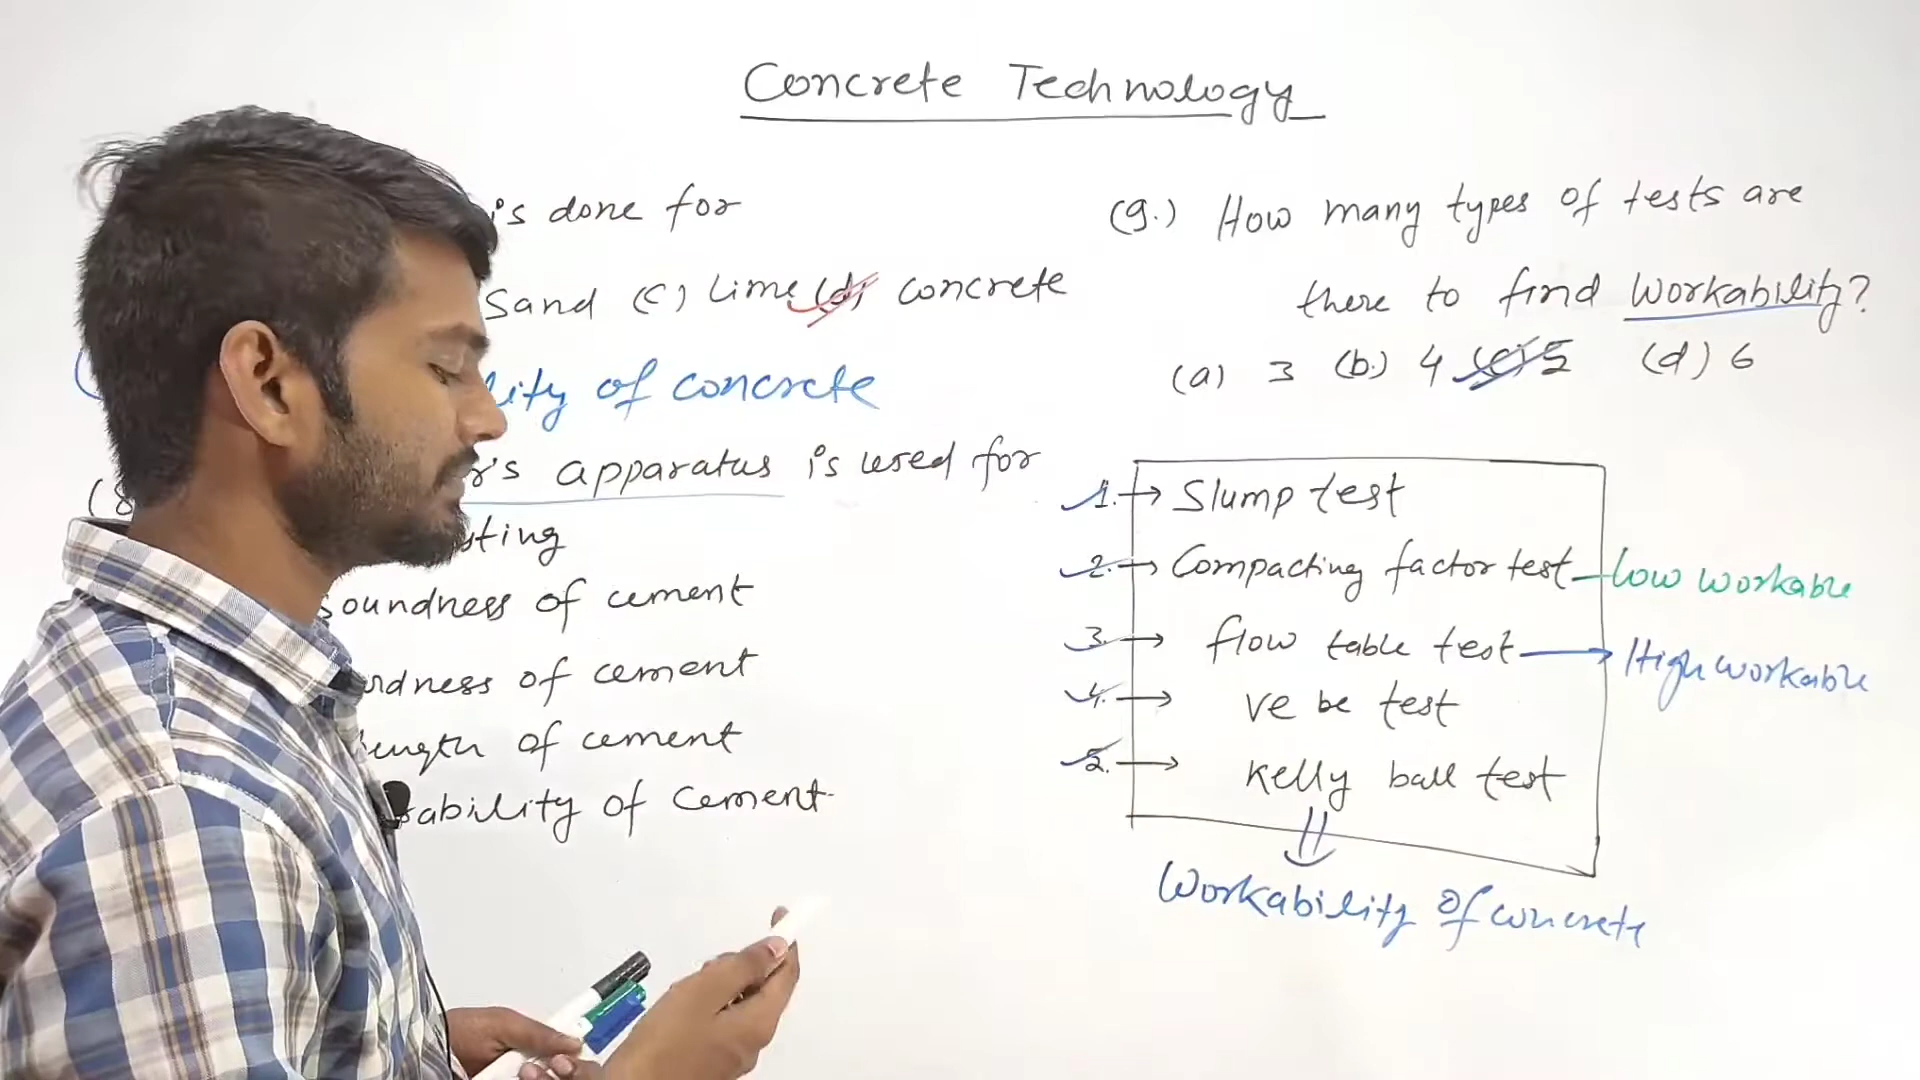 Concrete Technology
is done for
Sand (c) Lime (d) concrete
lity of concrete
(8
r's apparatus is used for
sting
soundness of cement
rdness of cement
length of cement
ability of cement
(9.) How many types of tests are
there to find Workability?
(a) 3 (b.) 4 (c) 5 (d) 6
1. → Slump test
2. → Compacting factor test - Low workable
3. → flow table test → High workable
4. → ve be test
5. → Kelly ball test
Workability of concrete